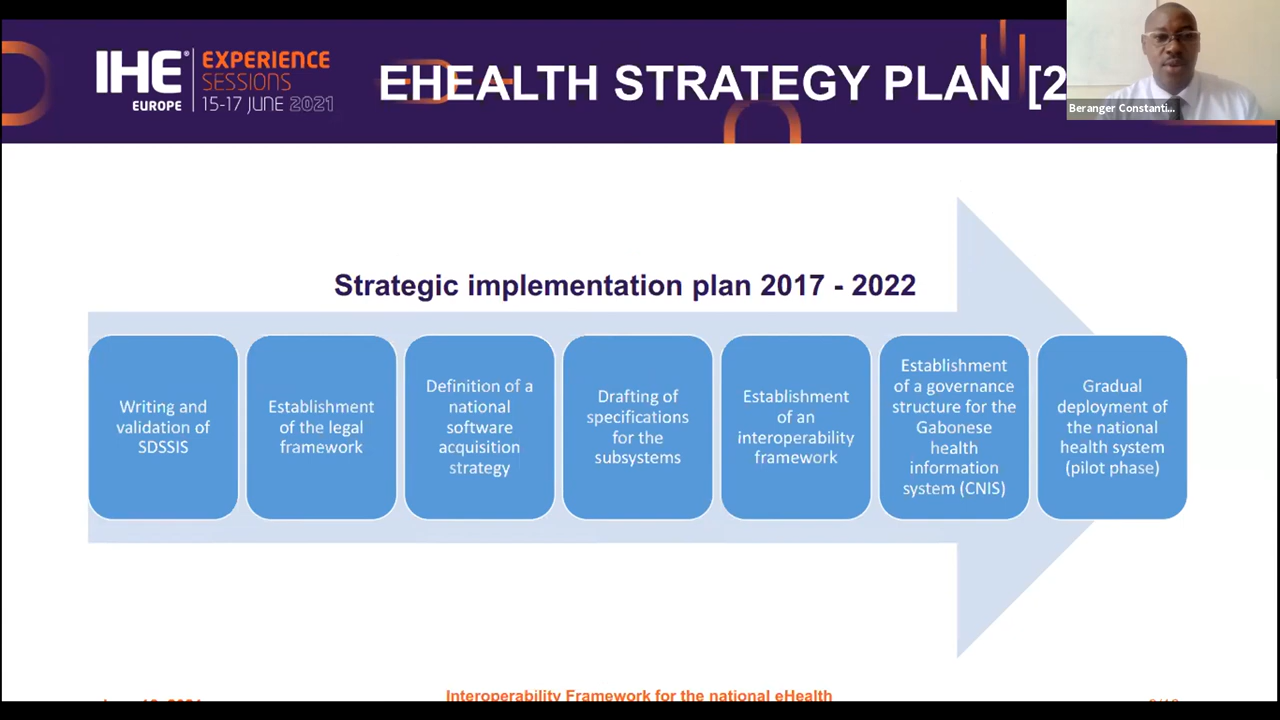 IHE® EXPERIENCE
SESSIONS
EUROPE 15-17 JUNE 2021
EHEALTH STRATEGY PLAN [2
Beranger Constanti...
Strategic implementation plan 2017 - 2022
Writing and
validation of
SDSSIS
Establishment
of the legal
framework
Definition of a
national
software
acquisition
strategy
Drafting of
specifications
for the
subsystems
Establishment
of an
interoperability
framework
Establishment
of a governance
structure for the
Gabonese
health
information
system (CNIS)
Gradual
deployment of
the national
health system
(pilot phase)
Interoperability Framework for the national eHealth